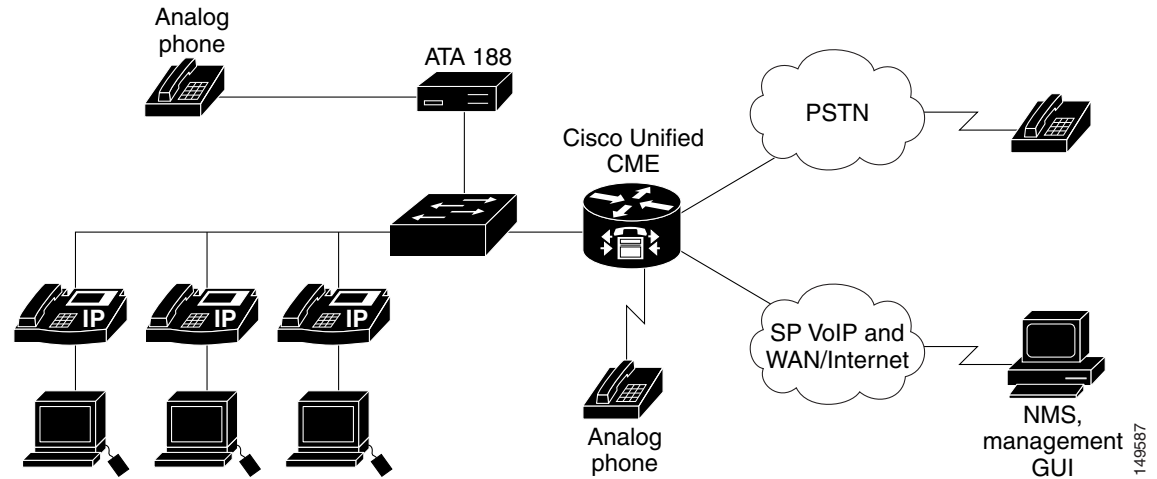 Analog
phone
ATA 188
Cisco Unified
CME
PSTN
IP
IP
IP
SP VoIP and
WAN/Internet
Analog
phone
NMS,
management
GUI
149587